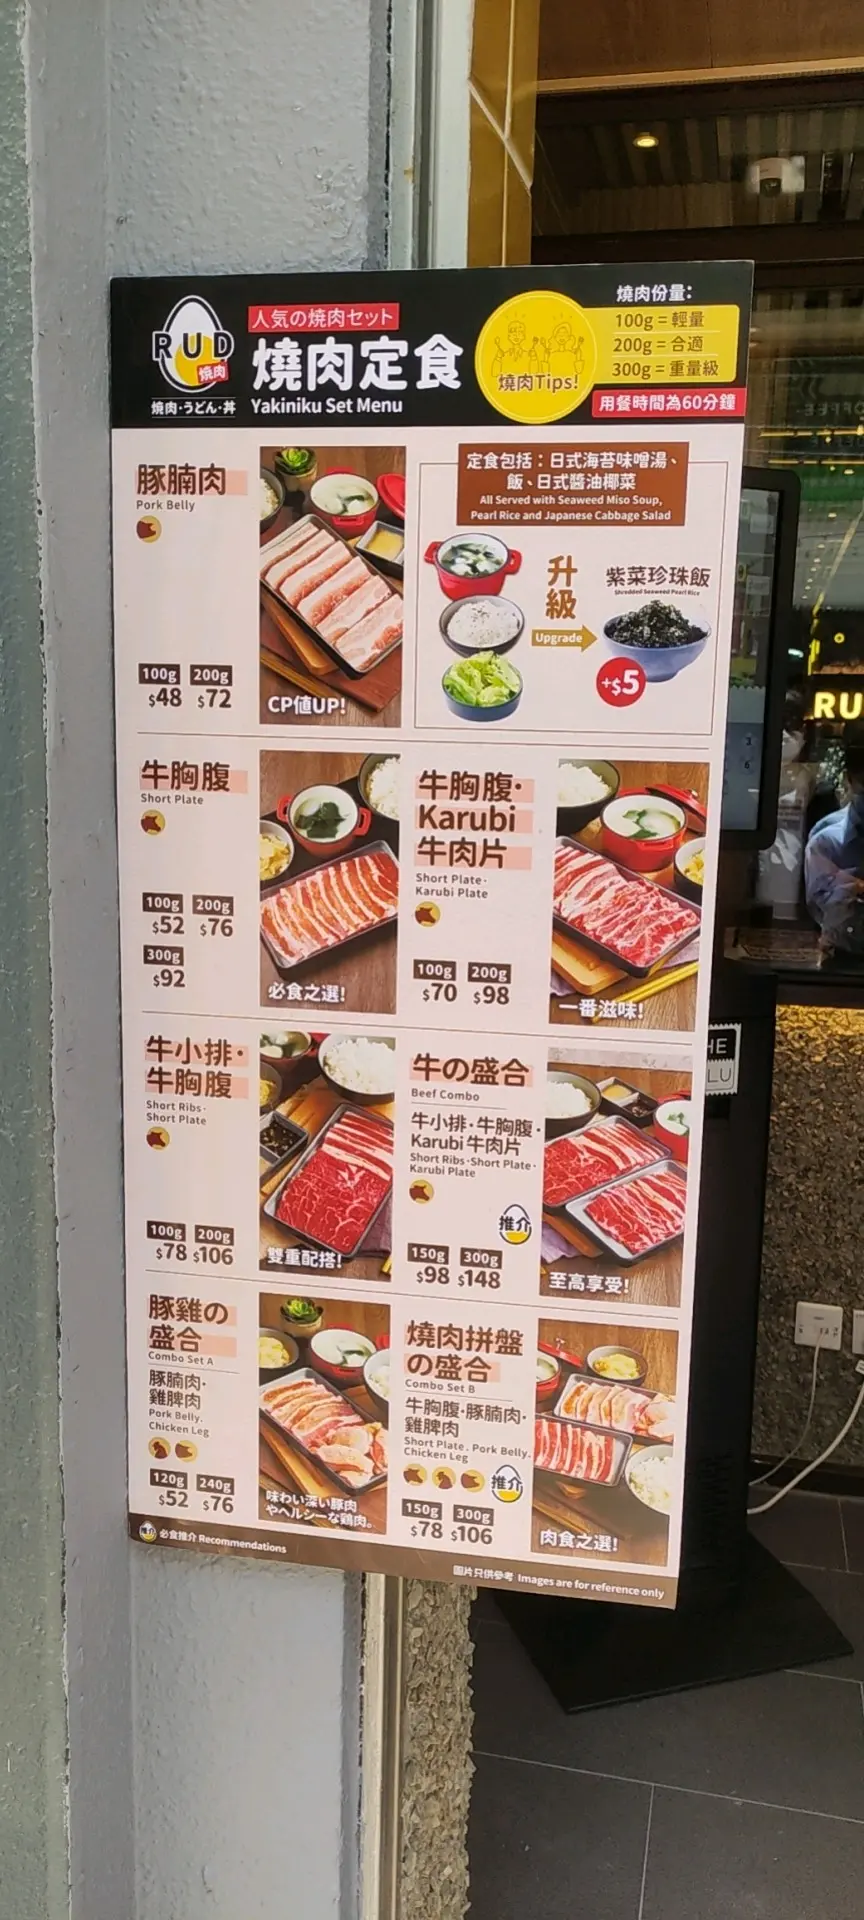 RUD
焼肉
焼肉・うどん・丼
人気の焼肉セット
燒肉定食
Yakiniku Set Menu
燒肉Tips!
燒肉份量:
100g = 輕量
200g = 合適
300g = 重量級
用餐時間為60分鐘
豚腩肉
Pork Belly
100g 200g
$48 $72
CP值UP!
定食包括：日式海苔味噌湯、
飯、日式醬油椰菜
All Served with Seaweed Miso Soup,
Pearl Rice and Japanese Cabbage Salad
升級
Upgrade
紫菜珍珠飯
Shredded Seaweed Pearl Rice
+$5
牛胸腹
Short Plate
100g 200g
$52 $76
300g
$92
必食之選!
牛胸腹·
Karubi
牛肉片
Short Plate·
Karubi Plate
100g 200g
$70 $98
一番滋味!
牛小排·
牛胸腹
Short Ribs·
Short Plate
100g 200g
$78 $106
雙重配搭!
牛の盛合
Beef Combo
牛小排·牛胸腹·
Karubi 牛肉片
Short Ribs·Short Plate·
Karubi Plate
推介
150g 300g
$98 $148
至高享受!
豚雞の
盛合
Combo Set A
豚腩肉·
雞脾肉
Pork Belly.
Chicken Leg
120g 240g
$52 $76
味わい深い豚肉
やヘルシーな鶏肉。
燒肉拼盤
の盛合
Combo Set B
牛胸腹·豚腩肉·
雞脾肉
Short Plate. Pork Belly.
Chicken Leg
推介
150g 300g
$78 $106
肉食之選!
推介 必食推介 Recommendations
圖片只供參考 Images are for reference only
RU
HE
LU